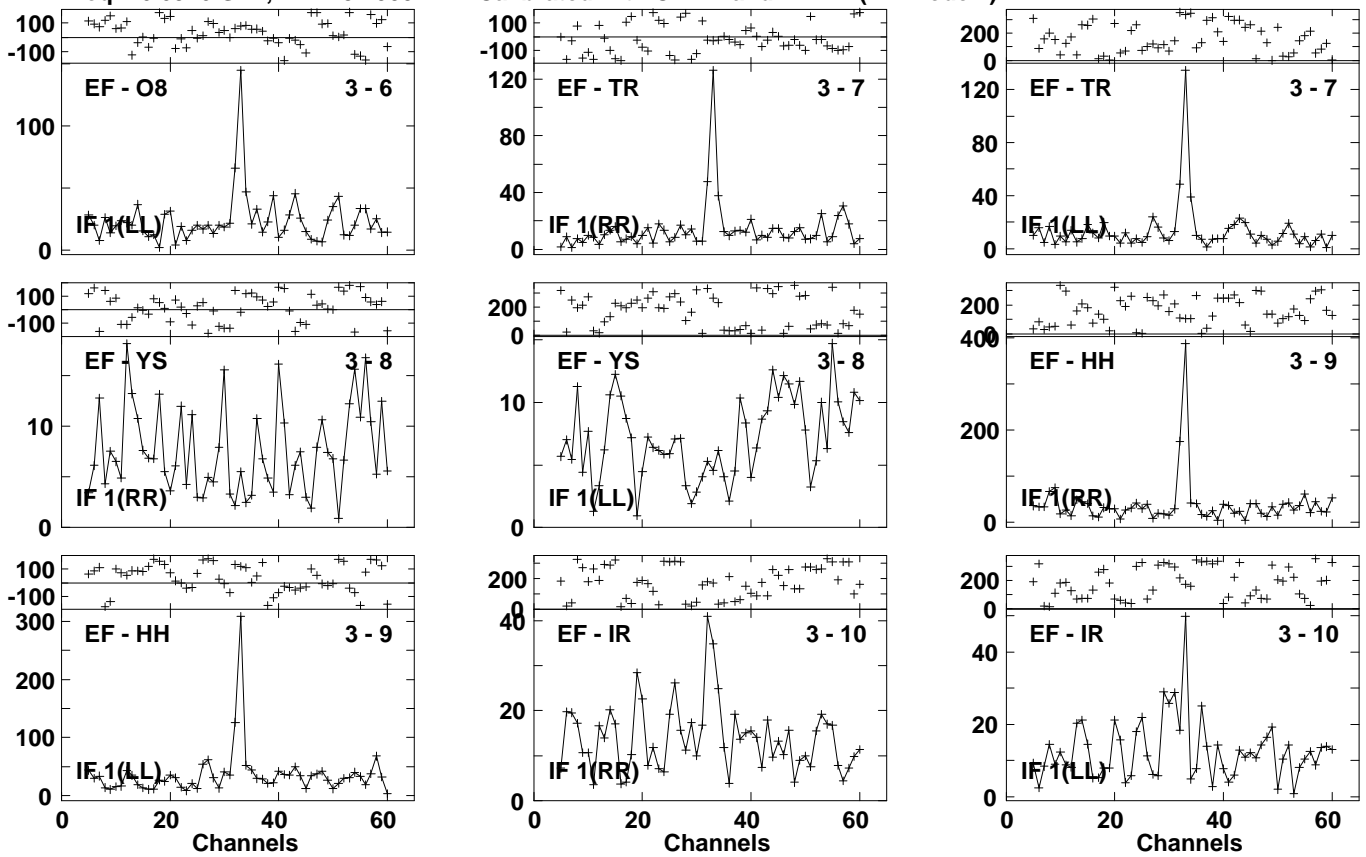 100
-100
EF - O8 3 - 6
100
0
IF 1(LL)
100
-100
EF - TR 3 - 7
120
80
40
0
IF 1(RR)
200
0
EF - TR 3 - 7
120
80
40
0
IF 1(LL)
100
-100
EF - YS 3 - 8
10
0
IF 1(RR)
200
0
EF - YS 3 - 8
10
0
IF 1(LL)
200
0
400
EF - HH 3 - 9
200
0
IF 1(RR)
100
-100
300
EF - HH 3 - 9
200
100
0
IF 1(LL)
0 20 40 60
Channels
200
0
40
EF - IR 3 - 10
20
0
IF 1(RR)
0 20 40 60
Channels
200
0
EF - IR 3 - 10
40
20
0
IF 1(LL)
0 20 40 60
Channels